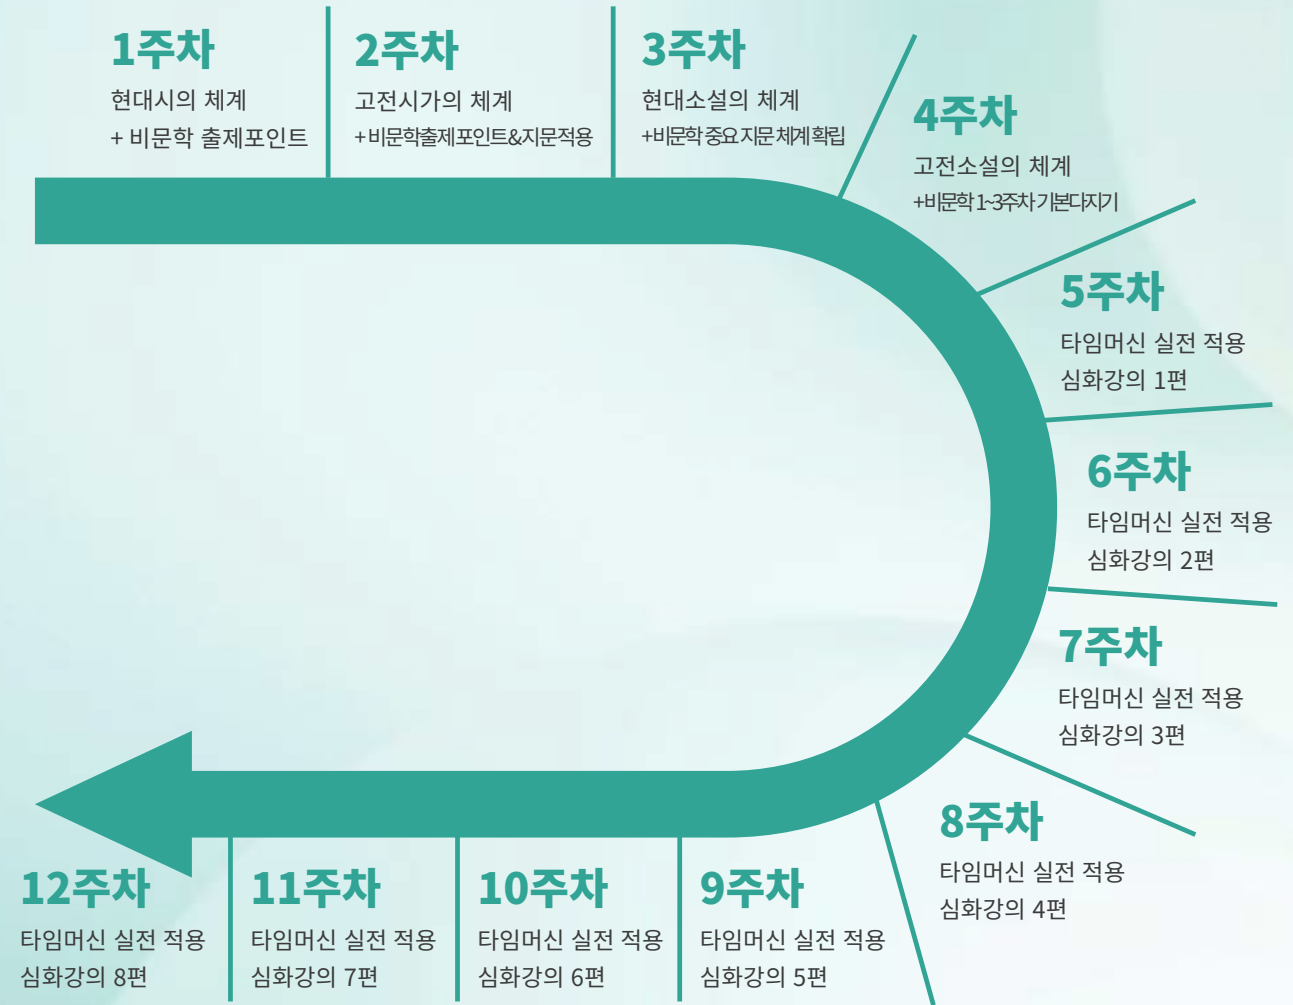 1주차
현대시의 체계
+ 비문학 출제포인트
2주차
고전시가의 체계
+ 비문학출제포인트&지문적용
3주차
현대소설의 체계
+비문학 중요 지문 체계 확립
4주차
고전소설의 체계
+비문학 1~3주차 기본다지기
5주차
타임머신 실전 적용
심화강의 1편
6주차
타임머신 실전 적용
심화강의 2편
7주차
타임머신 실전 적용
심화강의 3편
8주차
타임머신 실전 적용
심화강의 4편
9주차
타임머신 실전 적용
심화강의 5편
10주차
타임머신 실전 적용
심화강의 6편
11주차
타임머신 실전 적용
심화강의 7편
12주차
타임머신 실전 적용
심화강의 8편